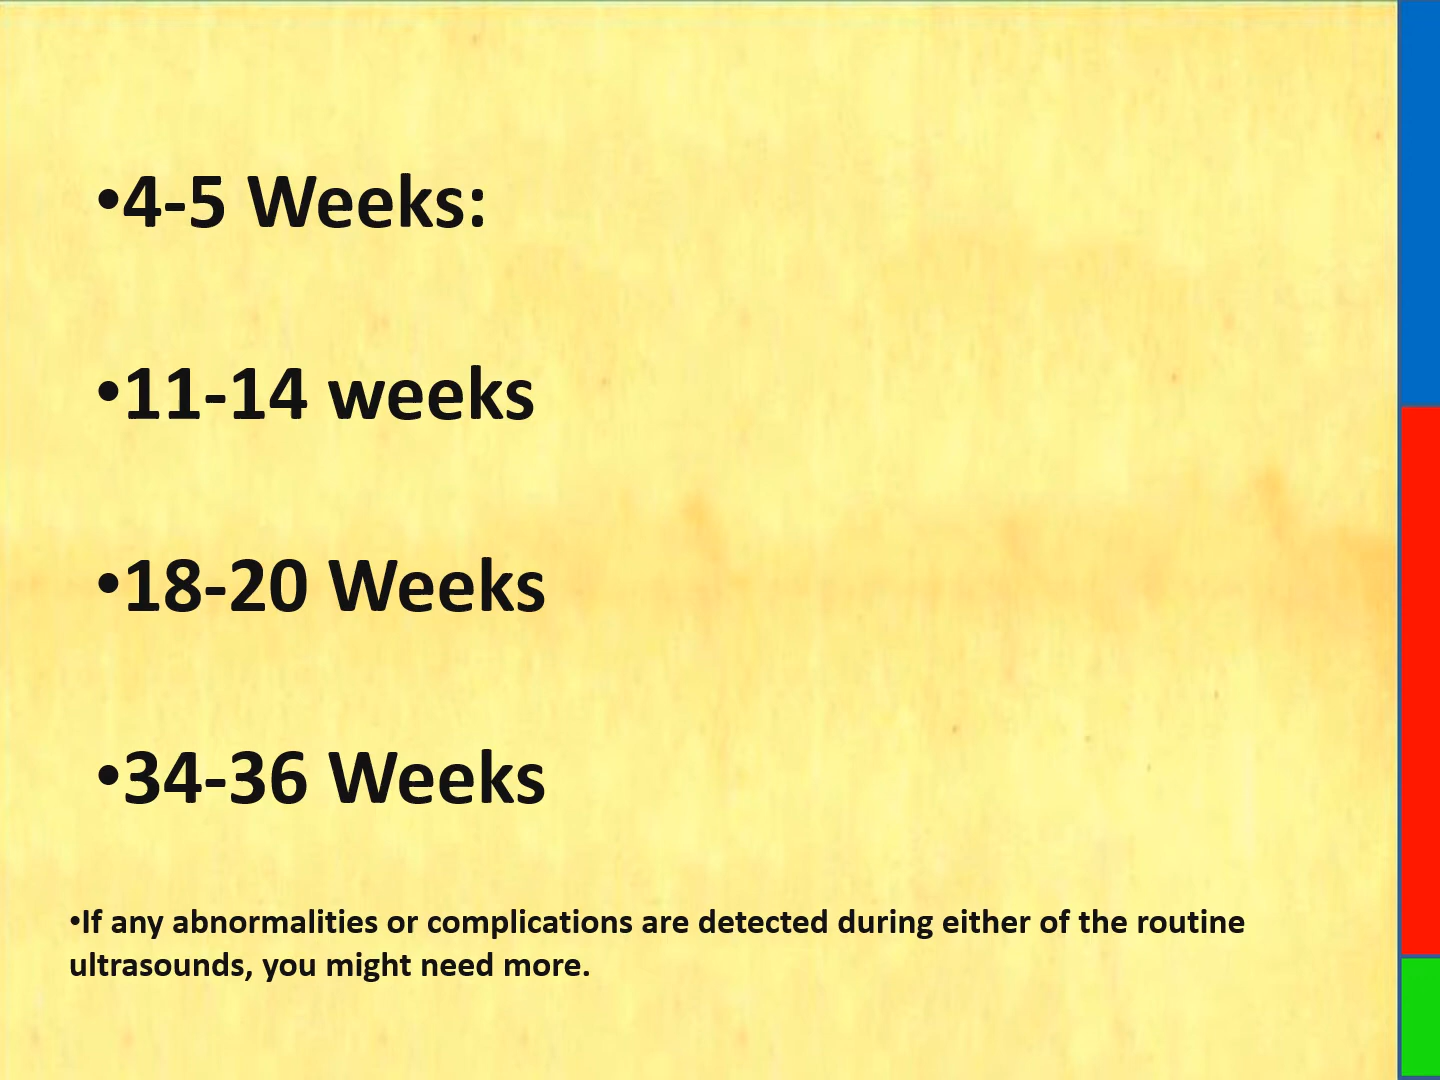 •4-5 Weeks:
•11-14 weeks
•18-20 Weeks
•34-36 Weeks
•If any abnormalities or complications are detected during either of the routine
ultrasounds, you might need more.